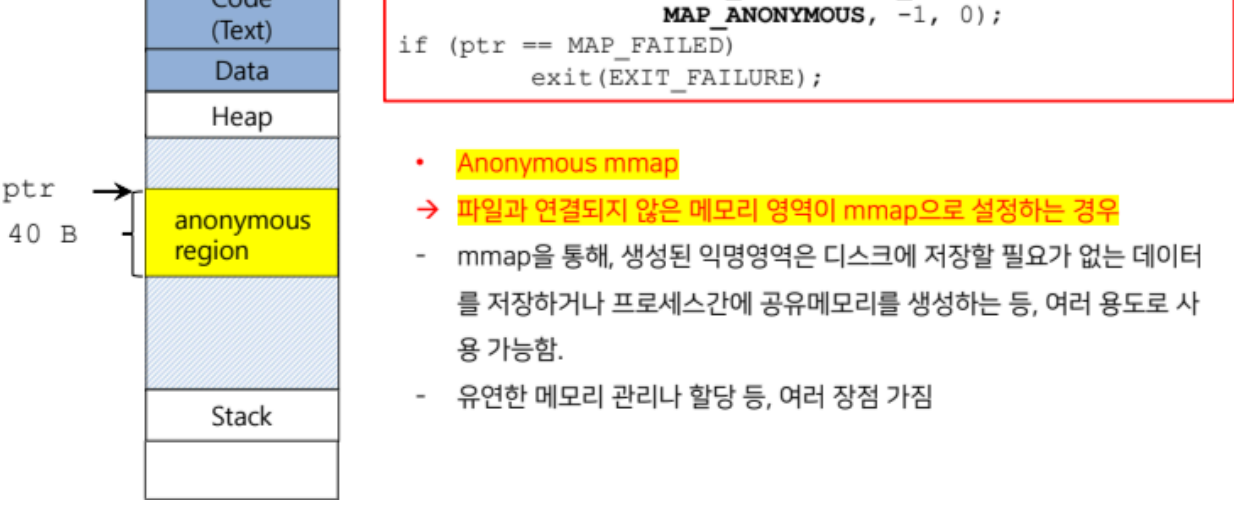 Code
(Text)
Data
Heap
ptr
40 B
anonymous
region
Stack
MAP_ANONYMOUS, -1, 0);
if (ptr == MAP_FAILED)
exit(EXIT_FAILURE);
• Anonymous mmap
→ 파일과 연결되지 않은 메모리 영역이 mmap으로 설정하는 경우
- mmap을 통해, 생성된 익명영역은 디스크에 저장할 필요가 없는 데이터
를 저장하거나 프로세스간에 공유메모리를 생성하는 등, 여러 용도로 사
용 가능함.
- 유연한 메모리 관리나 할당 등, 여러 장점 가짐